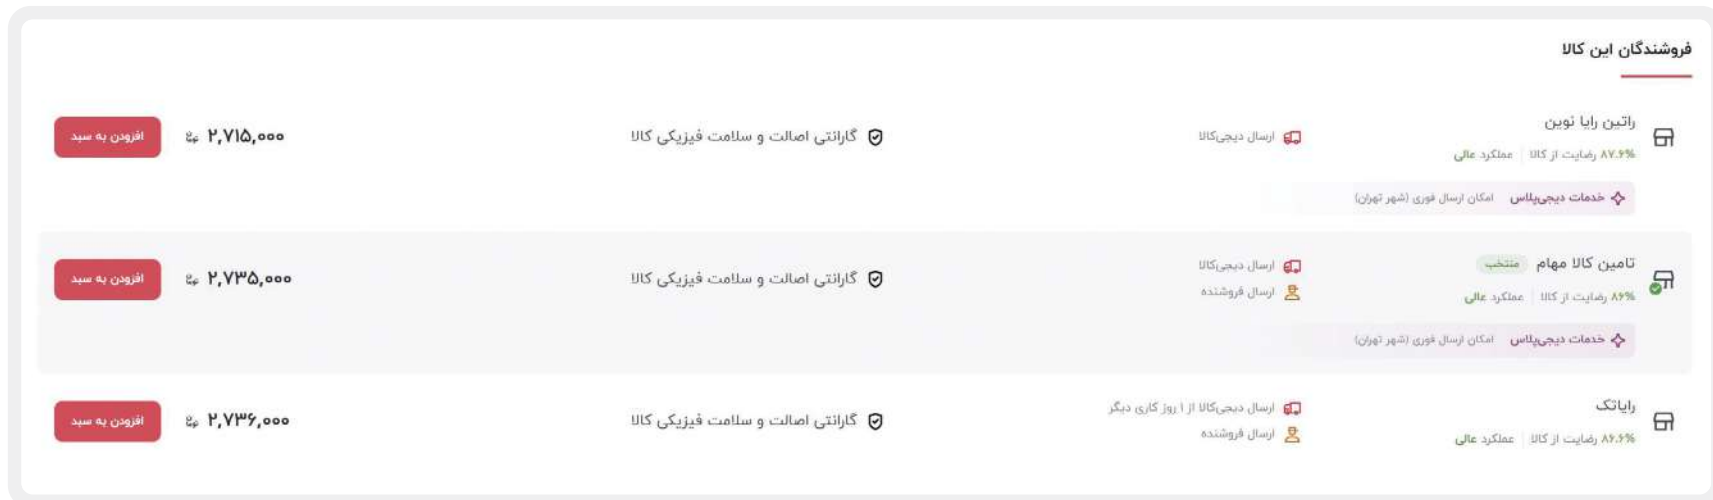 فروشندگان این کالا
راتین رایا نوین
۸۷.۶% رضایت از کالا | عملکرد عالی
ارسال دیجی‌کالا
گارانتی اصالت و سلامت فیزیکی کالا
۲,۷۱۵,۰۰۰ تومان
افزودن به سبد
خدمات دیجی‌پلاس امکان ارسال فوری (شهر تهران)
تامین کالا مهام منتخب
۸۶% رضایت از کالا | عملکرد عالی
ارسال دیجی‌کالا
ارسال فروشنده
گارانتی اصالت و سلامت فیزیکی کالا
۲,۷۳۵,۰۰۰ تومان
افزودن به سبد
خدمات دیجی‌پلاس امکان ارسال فوری (شهر تهران)
رایاتک
۸۶.۶% رضایت از کالا | عملکرد عالی
ارسال دیجی‌کالا از ۱ روز کاری دیگر
ارسال فروشنده
گارانتی اصالت و سلامت فیزیکی کالا
۲,۷۳۶,۰۰۰ تومان
افزودن به سبد